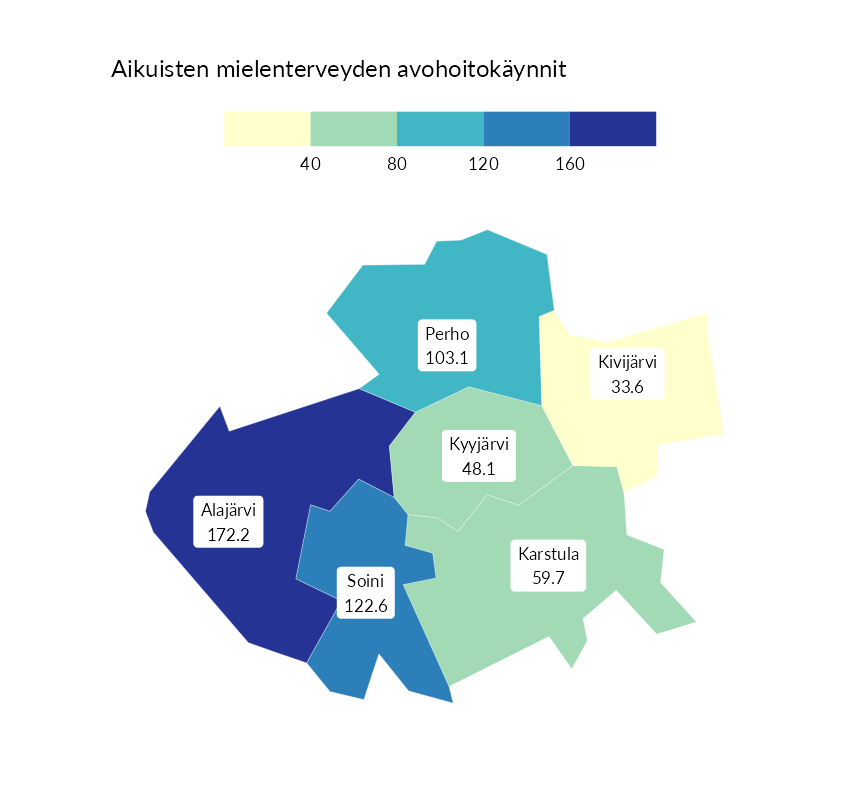 Aikuisten mielenterveyden avohoitokäynnit
40 80 120 160
Perho
103.1
Kivijärvi
33.6
Kyyjärvi
48.1
Alajärvi
172.2
Karstula
59.7
Soini
122.6